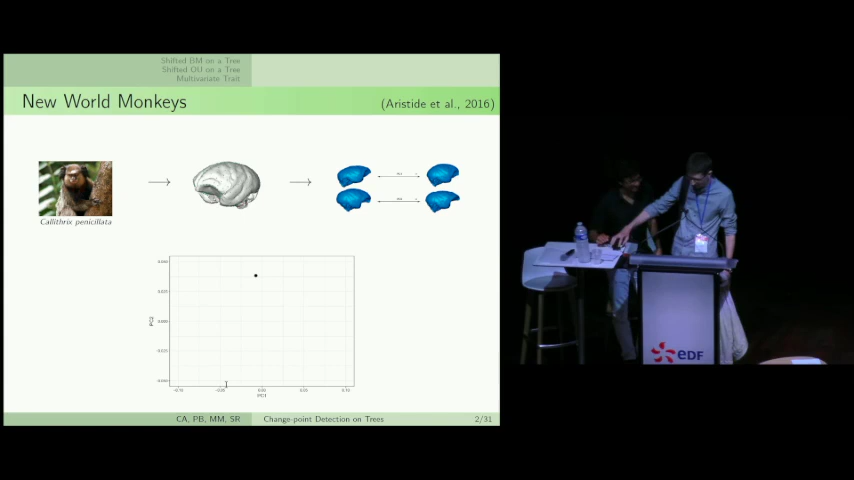 Shifted BM on a Tree
Shifted OU on a Tree
Multivariate Trait
New World Monkeys
(Aristide et al., 2016)
Callithrix penicillata
PC2
PC1
CA, PB, MM, SR
Change-point Detection on Trees
2/31
eDF